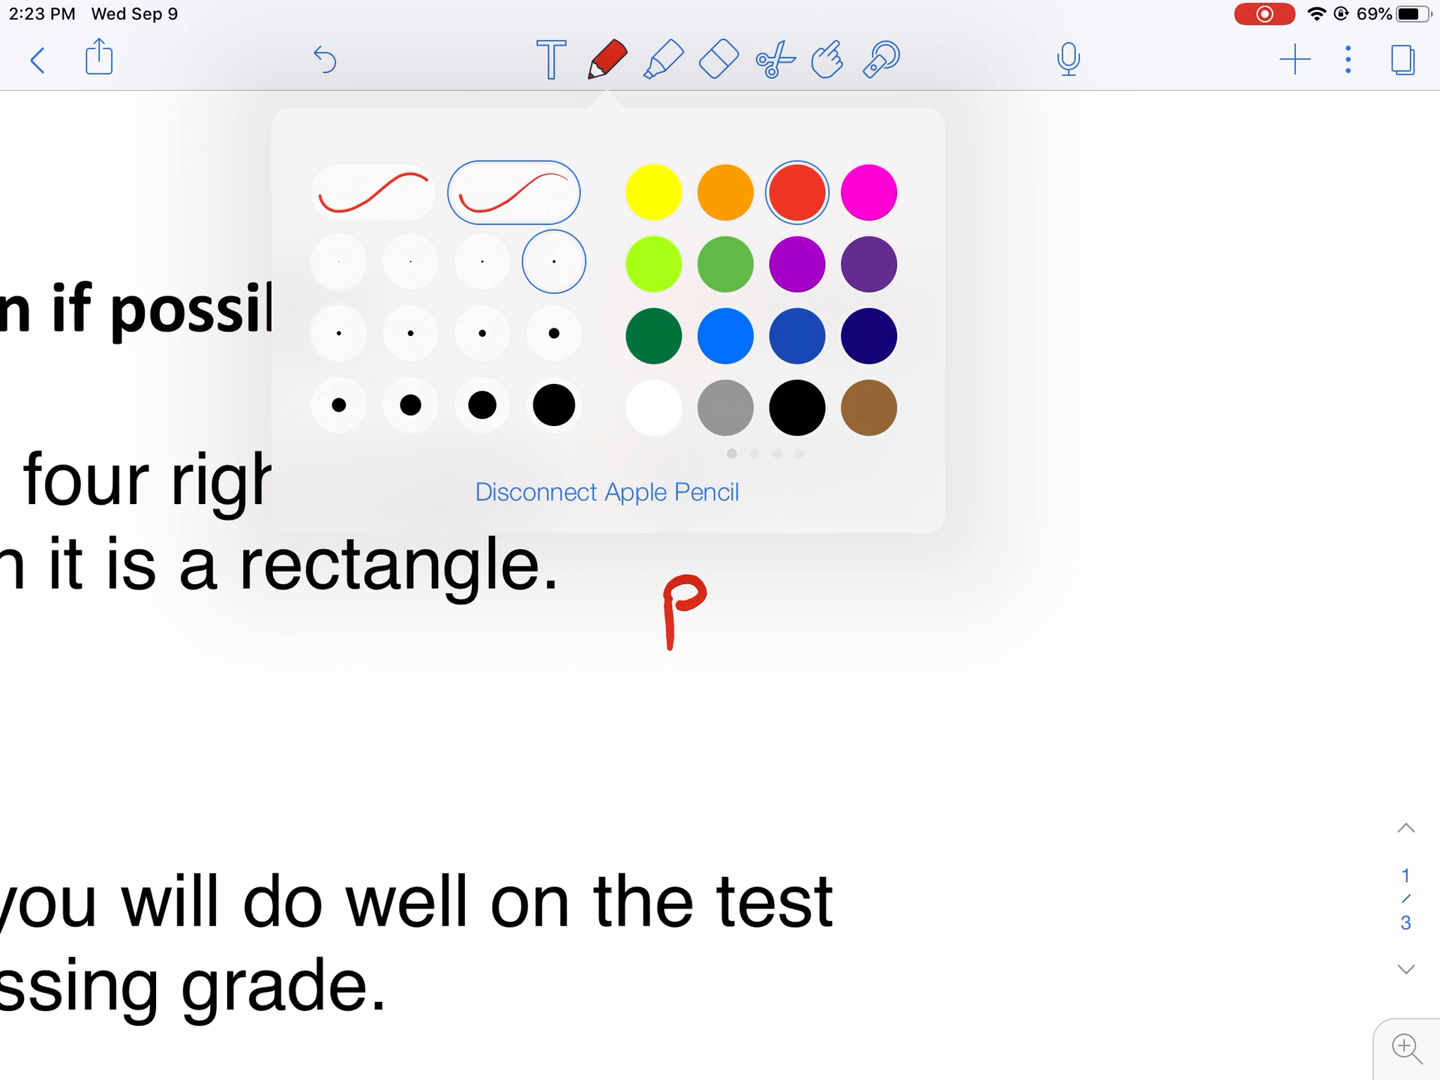 2:23 PM Wed Sep 9
69%
n if possil
four righ
n it is a rectangle.
Disconnect Apple Pencil
p
you will do well on the test
ssing grade.
1
/
3